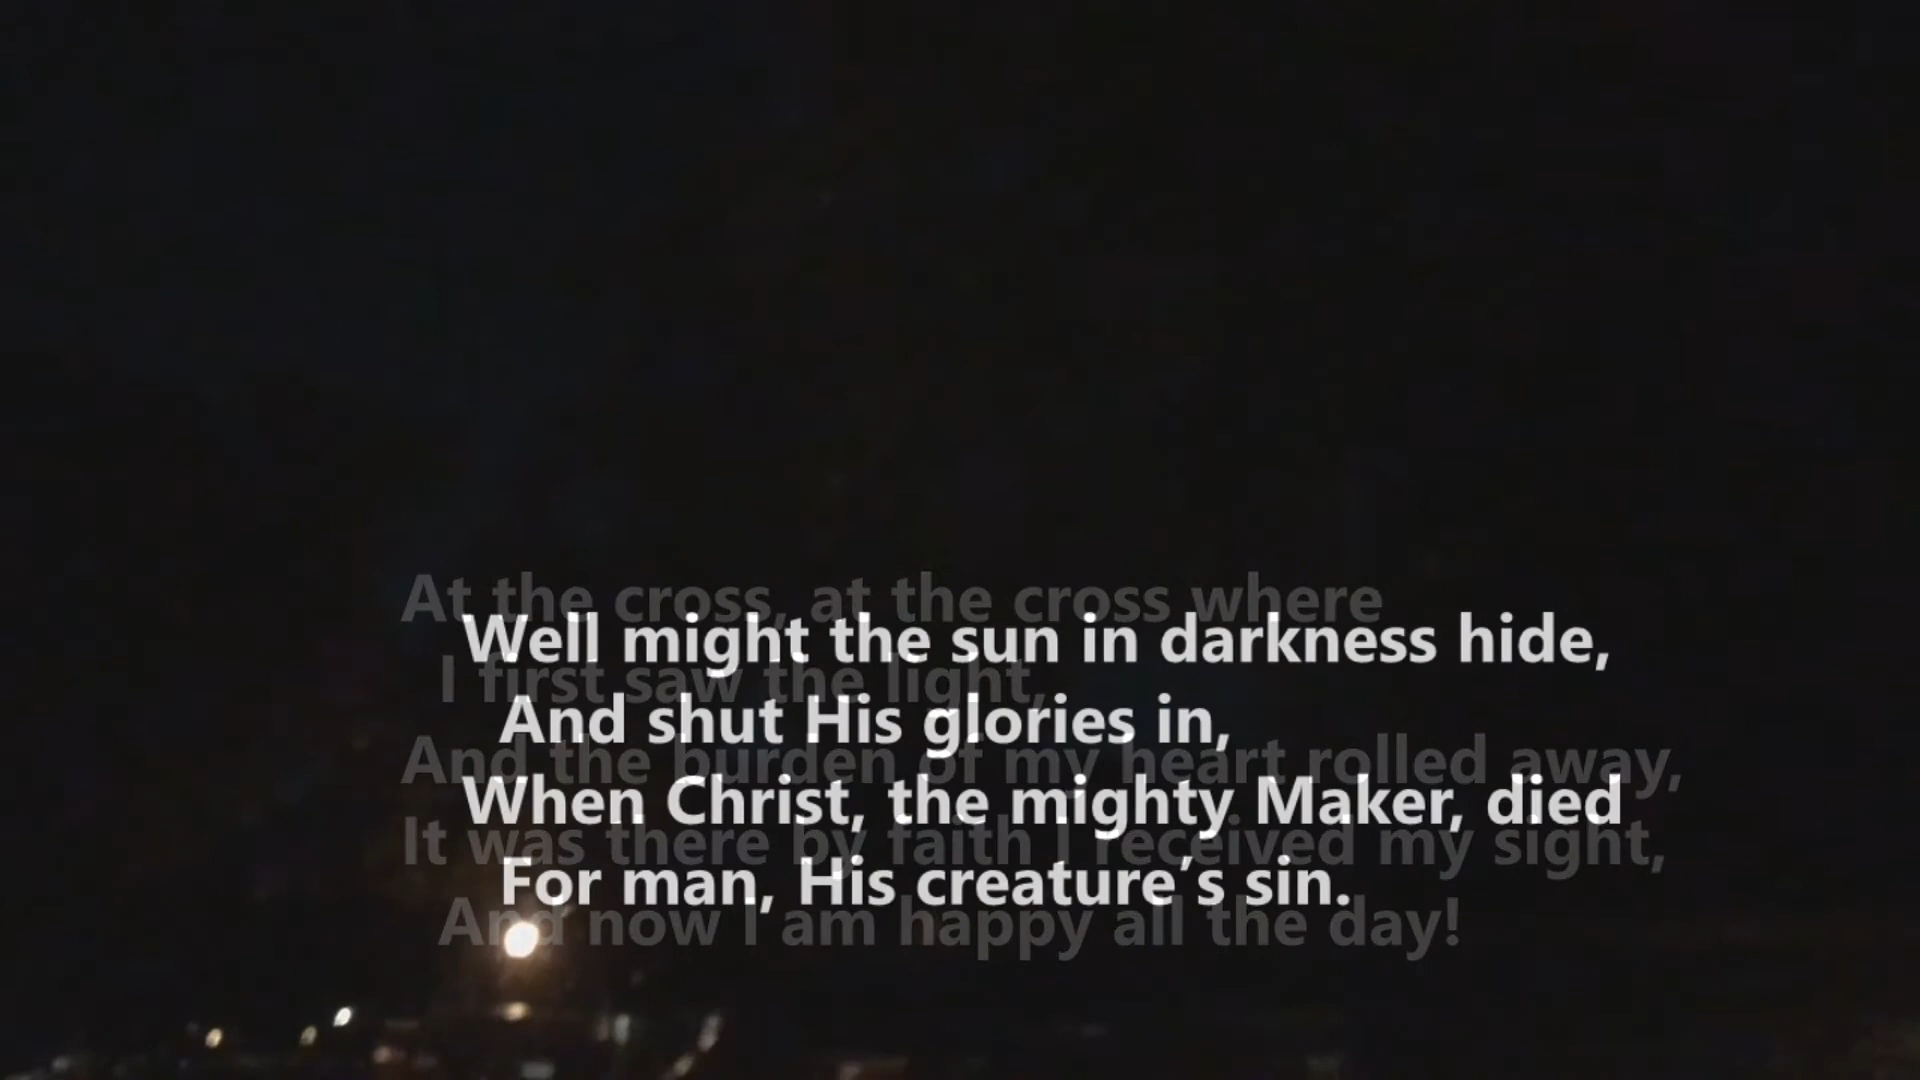 At the cross, at the cross where
Well might the sun in darkness hide,
I first saw the light,
And shut His glories in,
And the burden of my heart rolled away,
When Christ, the mighty Maker, died
It was there by faith I received my sight,
For man, His creature’s sin.
And now I am happy all the day!